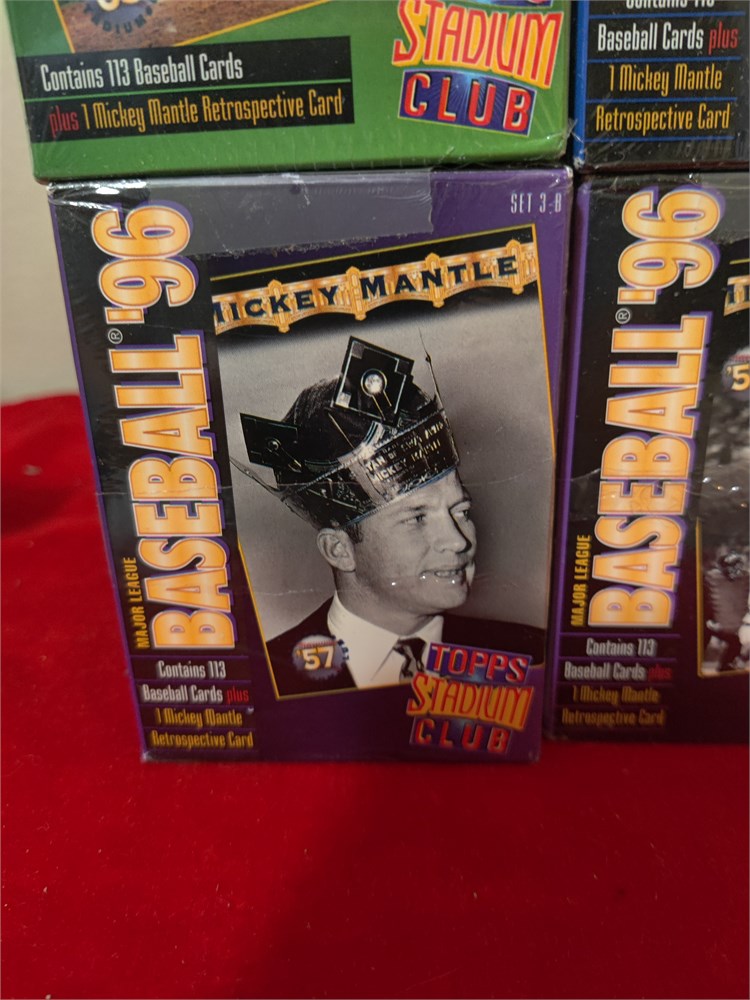 STADIUM
CLUB
Contains 113 Baseball Cards
plus 1 Mickey Mantle Retrospective Card
Baseball Cards plus
1 Mickey Mantle
Retrospective Card
SET 3-B
MAJOR LEAGUE
BASEBALL® '96
MICKEY MANTLE
MICKEY MANTLE
'57
TOPPS
STADIUM
CLUB
Contains 113
Baseball Cards plus
1 Mickey Mantle
Retrospective Card
MAJOR LEAGUE
BASEBALL® '96
Contains 113
Baseball Cards plus
1 Mickey Mantle
Retrospective Card